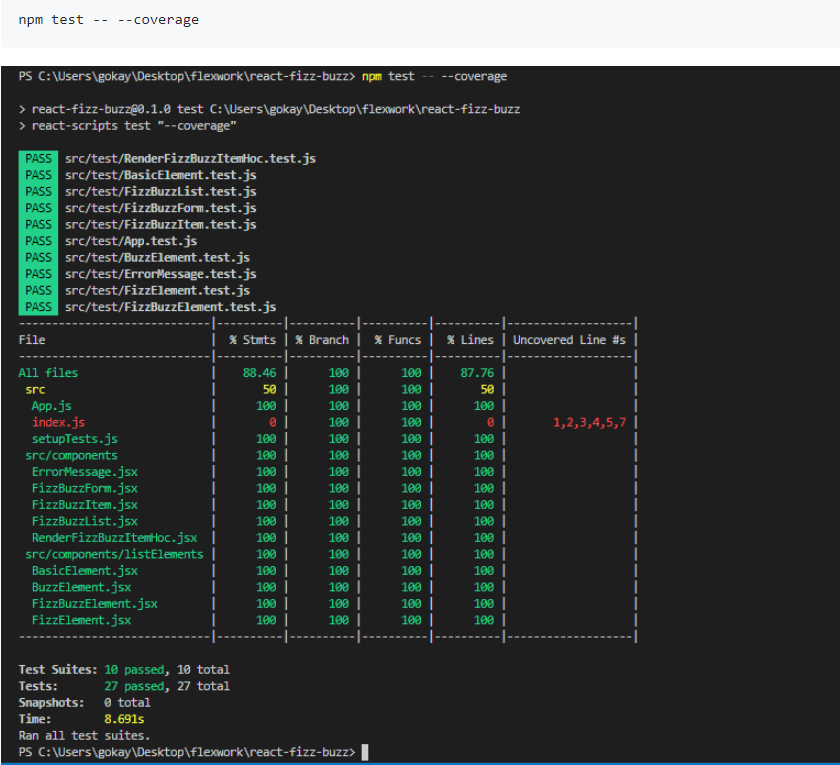 npm test -- --coverage
PS C:\Users\gokay\Desktop\flexwork\react-fizz-buzz> npm test -- --coverage
> react-fizz-buzz@0.1.0 test C:\Users\gokay\Desktop\flexwork\react-fizz-buzz
> react-scripts test "--coverage"
PASS src/test/RenderFizzBuzzItemHoc.test.js
PASS src/test/BasicElement.test.js
PASS src/test/FizzBuzzList.test.js
PASS src/test/FizzBuzzForm.test.js
PASS src/test/FizzBuzzItem.test.js
PASS src/test/App.test.js
PASS src/test/BuzzElement.test.js
PASS src/test/ErrorMessage.test.js
PASS src/test/FizzElement.test.js
PASS src/test/FizzBuzzElement.test.js
-----------------------------|----------|----------|----------|----------|-------------------|
File | % Stmts | % Branch | % Funcs | % Lines | Uncovered Line #s |
-----------------------------|----------|----------|----------|----------|-------------------|
All files | 88.46 | 100 | 100 | 87.76 | |
src | 50 | 100 | 100 | 50 | |
App.js | 100 | 100 | 100 | 100 | |
index.js | 0 | 100 | 100 | 0 | 1,2,3,4,5,7 |
setupTests.js | 100 | 100 | 100 | 100 | |
src/components | 100 | 100 | 100 | 100 | |
ErrorMessage.jsx | 100 | 100 | 100 | 100 | |
FizzBuzzForm.jsx | 100 | 100 | 100 | 100 | |
FizzBuzzItem.jsx | 100 | 100 | 100 | 100 | |
FizzBuzzList.jsx | 100 | 100 | 100 | 100 | |
RenderFizzBuzzItemHoc.jsx | 100 | 100 | 100 | 100 | |
src/components/listElements | 100 | 100 | 100 | 100 | |
BasicElement.jsx | 100 | 100 | 100 | 100 | |
BuzzElement.jsx | 100 | 100 | 100 | 100 | |
FizzBuzzElement.jsx | 100 | 100 | 100 | 100 | |
FizzElement.jsx | 100 | 100 | 100 | 100 | |
-----------------------------|----------|----------|----------|----------|-------------------|
Test Suites: 10 passed, 10 total
Tests: 27 passed, 27 total
Snapshots: 0 total
Time: 8.691s
Ran all test suites.
PS C:\Users\gokay\Desktop\flexwork\react-fizz-buzz>